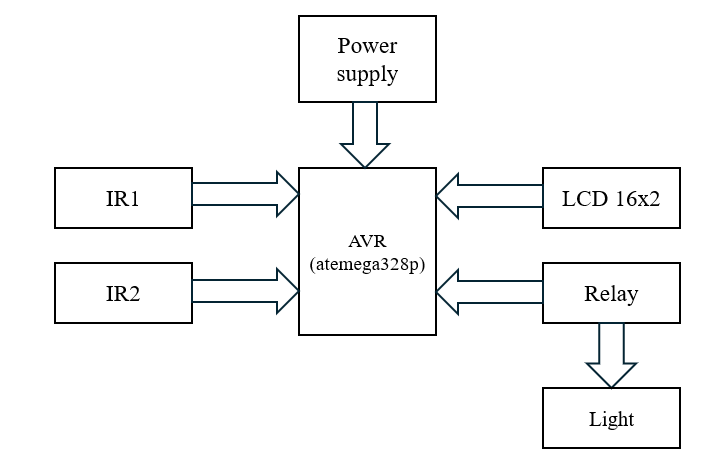 Power
supply
IR1
LCD 16x2
AVR
(atemega328p)
IR2
Relay
Light